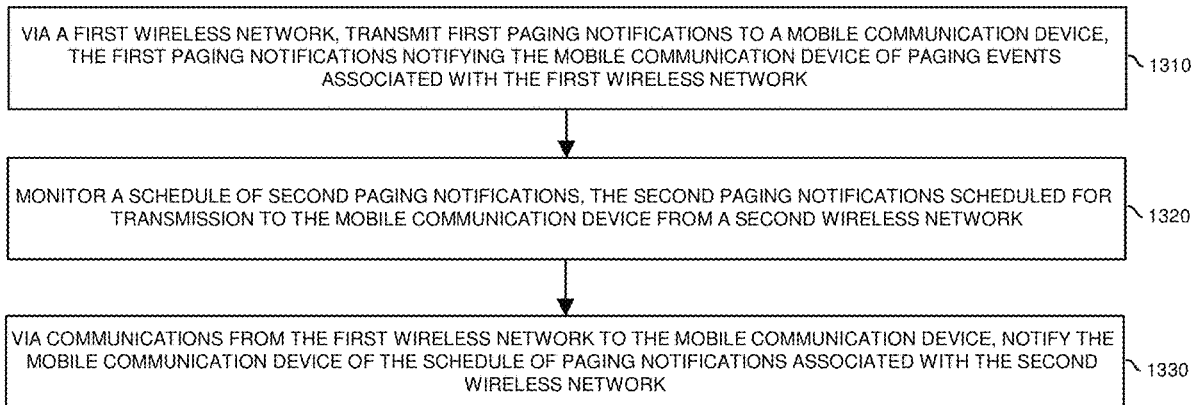 VIA A FIRST WIRELESS NETWORK, TRANSMIT FIRST PAGING NOTIFICATIONS TO A MOBILE COMMUNICATION DEVICE,
THE FIRST PAGING NOTIFICATIONS NOTIFYING THE MOBILE COMMUNICATION DEVICE OF PAGING EVENTS
ASSOCIATED WITH THE FIRST WIRELESS NETWORK
1310
MONITOR A SCHEDULE OF SECOND PAGING NOTIFICATIONS, THE SECOND PAGING NOTIFICATIONS SCHEDULED FOR
TRANSMISSION TO THE MOBILE COMMUNICATION DEVICE FROM A SECOND WIRELESS NETWORK
1320
VIA COMMUNICATIONS FROM THE FIRST WIRELESS NETWORK TO THE MOBILE COMMUNICATION DEVICE, NOTIFY THE
MOBILE COMMUNICATION DEVICE OF THE SCHEDULE OF PAGING NOTIFICATIONS ASSOCIATED WITH THE SECOND
WIRELESS NETWORK
1330